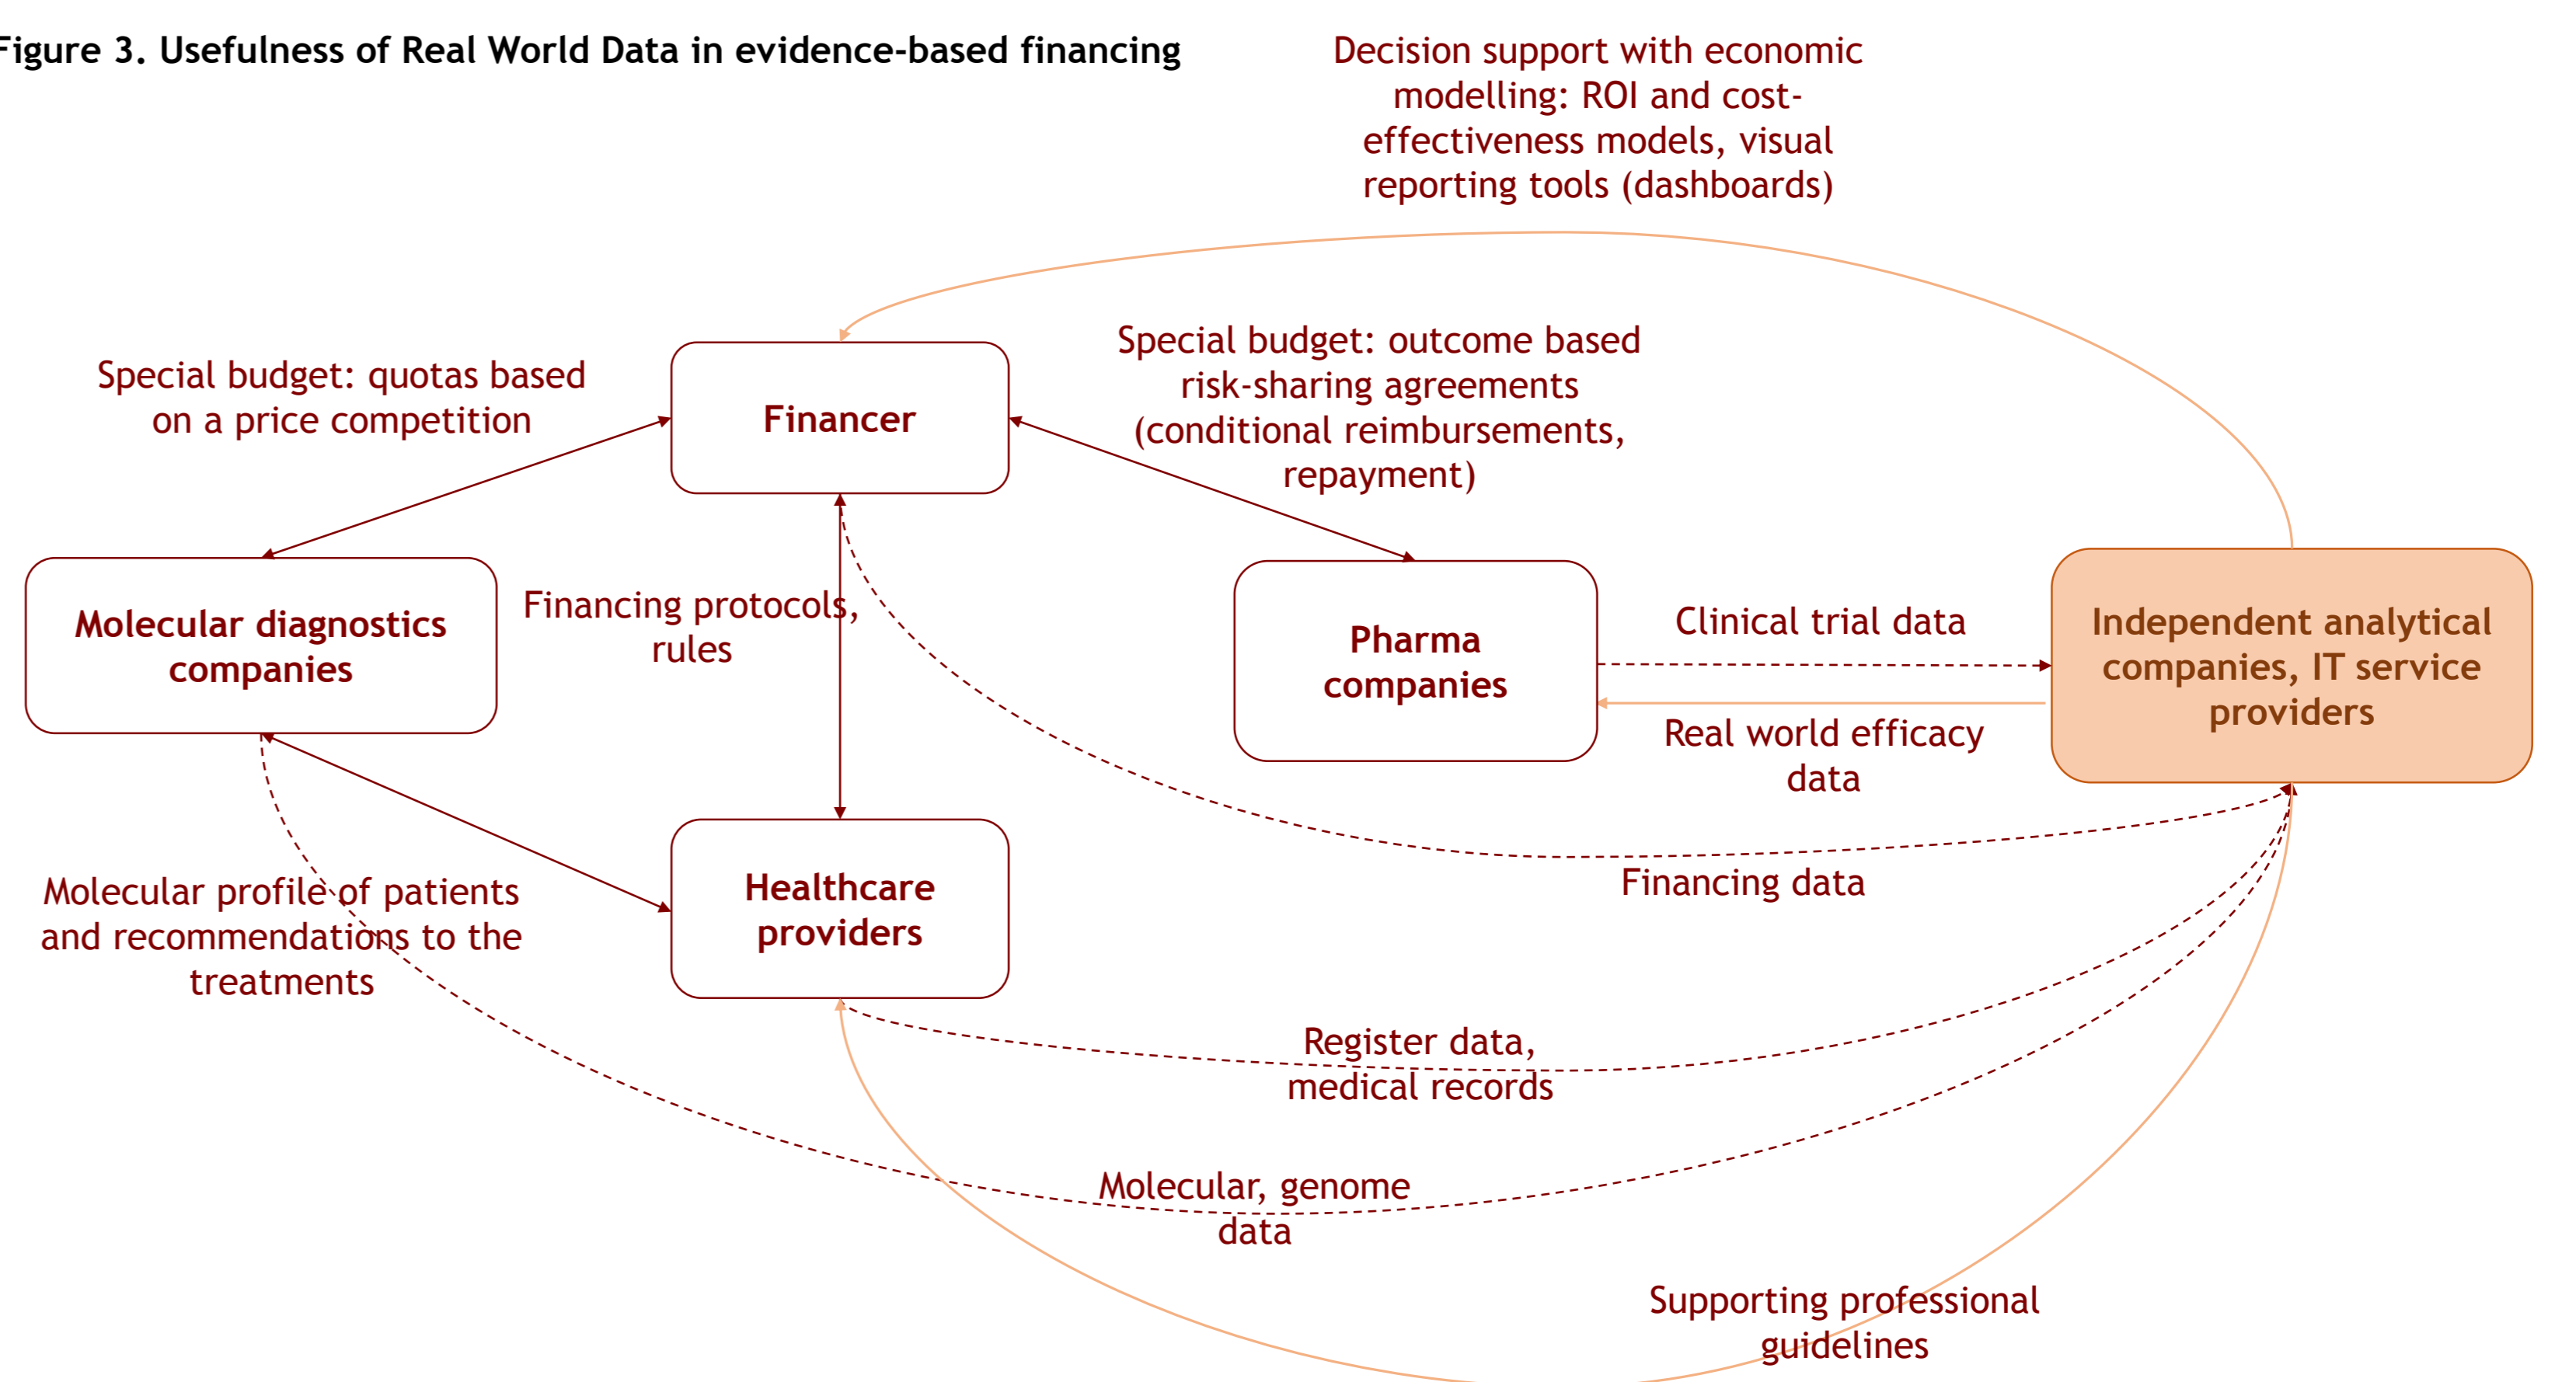 Figure 3. Usefulness of Real World Data in evidence-based financing
Decision support with economic
modelling: ROI and cost-
effectiveness models, visual
reporting tools (dashboards)
Special budget: quotas based
on a price competition
Financer
Special budget: outcome based
risk-sharing agreements
(conditional reimbursements,
repayment)
Molecular diagnostics
companies
Financing protocols,
rules
Pharma
companies
Clinical trial data
Real world efficacy
data
Independent analytical
companies, IT service
providers
Molecular profile of patients
and recommendations to the
treatments
Healthcare
providers
Financing data
Register data,
medical records
Molecular, genome
data
Supporting professional
guidelines